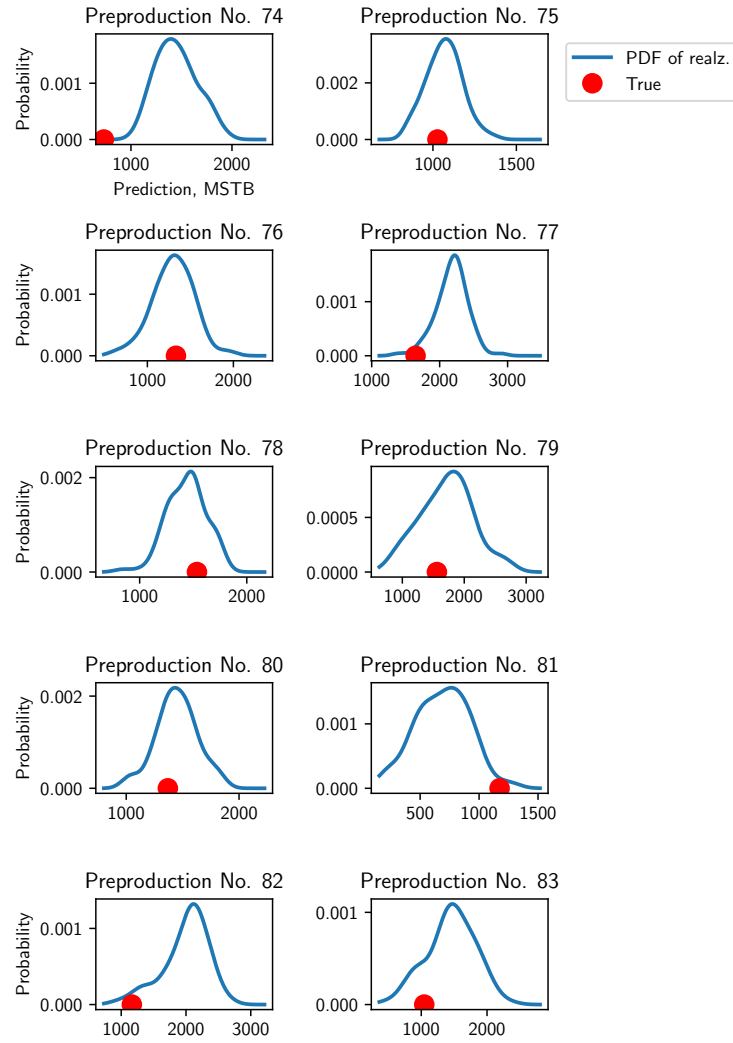 Preproduction No. 74
Preproduction No. 75
PDF of realz.
True
Probability
0.001
0.000
1000
2000
Prediction, MSTB
0.002
0.000
1000
1500
Preproduction No. 76
Preproduction No. 77
Probability
0.001
0.000
1000
2000
0.001
0.000
1000
2000
3000
Preproduction No. 78
Preproduction No. 79
Probability
0.002
0.000
1000
2000
0.0005
0.0000
1000
2000
3000
Preproduction No. 80
Preproduction No. 81
Probability
0.002
0.000
1000
2000
0.001
0.000
500
1000
1500
Preproduction No. 82
Preproduction No. 83
Probability
0.001
0.000
1000
2000
3000
0.001
0.000
1000
2000